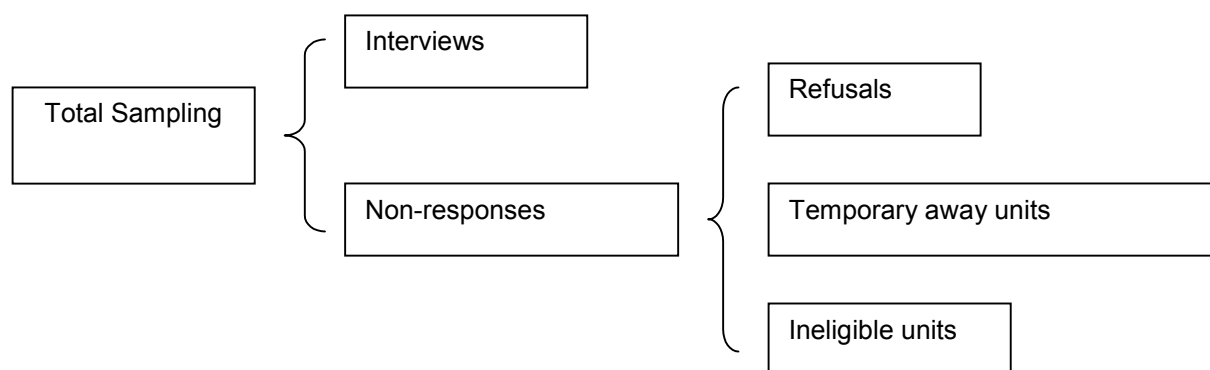 Interviews
Total Sampling
Refusals
Non-responses
Temporary away units
Ineligible units